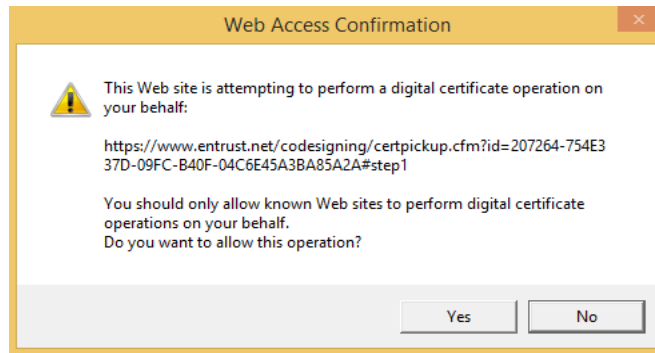 Web Access Confirmation
This Web site is attempting to perform a digital certificate operation on
your behalf:
https://www.entrust.net/codesigning/certpickup.cfm?id=207264-754E3
37D-09FC-B40F-04C6E45A3BA85A2A#step1
You should only allow known Web sites to perform digital certificate
operations on your behalf.
Do you want to allow this operation?
Yes No